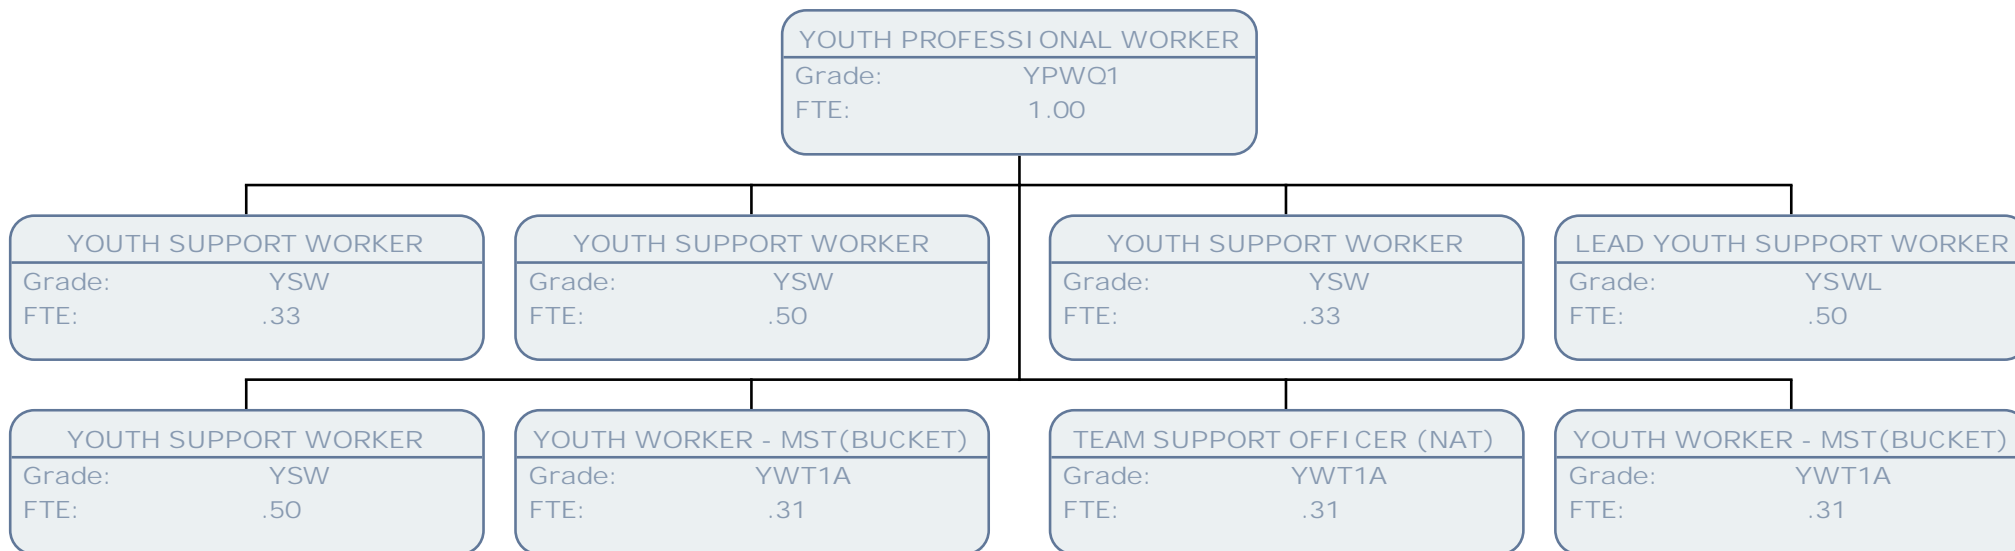 YOUTH PROFESSIONAL WORKER
Grade: YPWQ1
FTE: 1.00
YOUTH SUPPORT WORKER
Grade: YSW
FTE: .33
YOUTH SUPPORT WORKER
Grade: YSW
FTE: .50
YOUTH SUPPORT WORKER
Grade: YSW
FTE: .33
LEAD YOUTH SUPPORT WORKER
Grade: YSWL
FTE: .50
YOUTH SUPPORT WORKER
Grade: YSW
FTE: .50
YOUTH WORKER - MST(BUCKET)
Grade: YWT1A
FTE: .31
TEAM SUPPORT OFFICER (NAT)
Grade: YWT1A
FTE: .31
YOUTH WORKER - MST(BUCKET)
Grade: YWT1A
FTE: .31